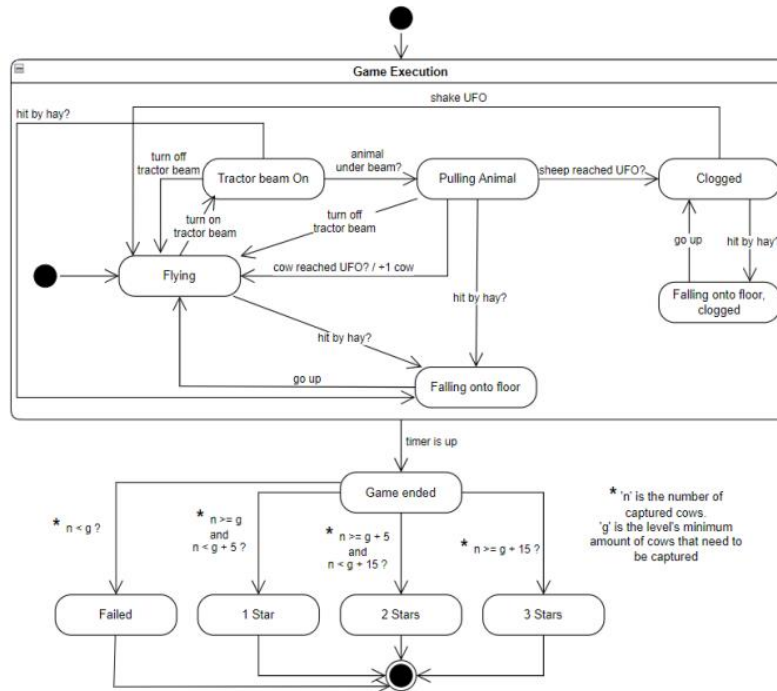 Game Execution
shake UFO
hit by hay?
turn off
tractor beam
Tractor beam On
animal
under beam?
Pulling Animal
sheep reached UFO?
Clogged
turn on
tractor beam
turn off
tractor beam
go up
hit by hay?
Flying
cow reached UFO? / +1 cow
hit by hay?
Falling onto floor,
clogged
hit by hay?
go up
Falling onto floor
timer is up
Game ended
* n < g ?
* n >= g
and
n < g + 5 ?
* n >= g + 5
and
n < g + 15 ?
* n >= g + 15 ?
* 'n' is the number of
captured cows.
'g' is the level's minimum
amount of cows that need to
be captured
Failed
1 Star
2 Stars
3 Stars